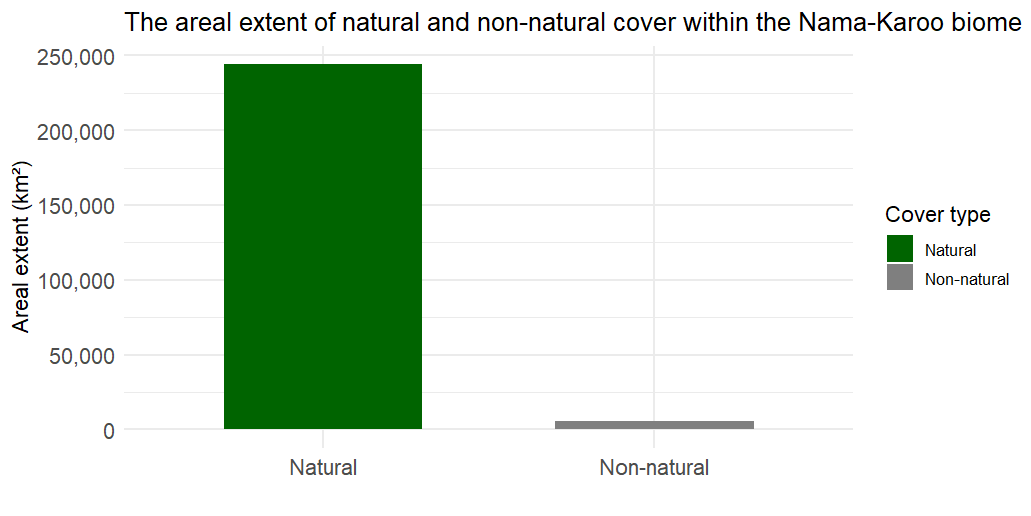 The areal extent of natural and non-natural cover within the Nama-Karoo biome
Areal extent (km²)
250,000
200,000
150,000
100,000
50,000
0
Natural
Non-natural
Cover type
Natural
Non-natural